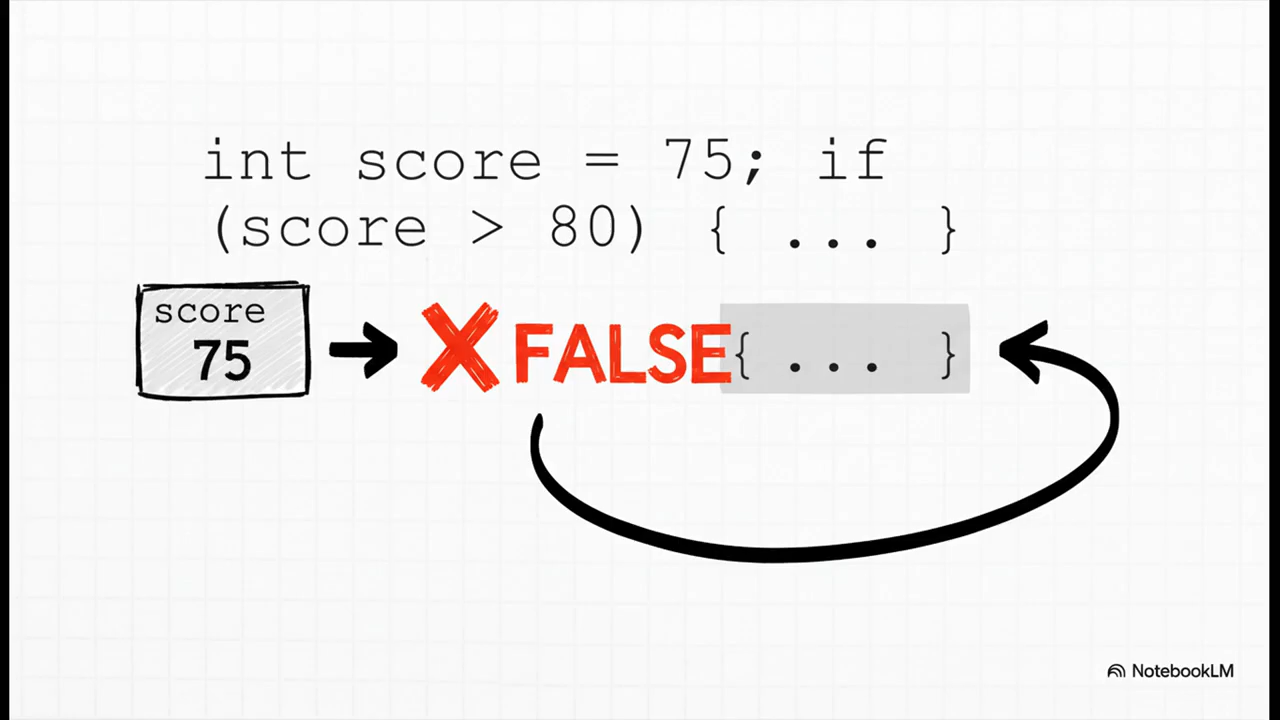 int score = 75; if
(score > 80) { ... }
score
75
FALSE { ... }
NotebookLM